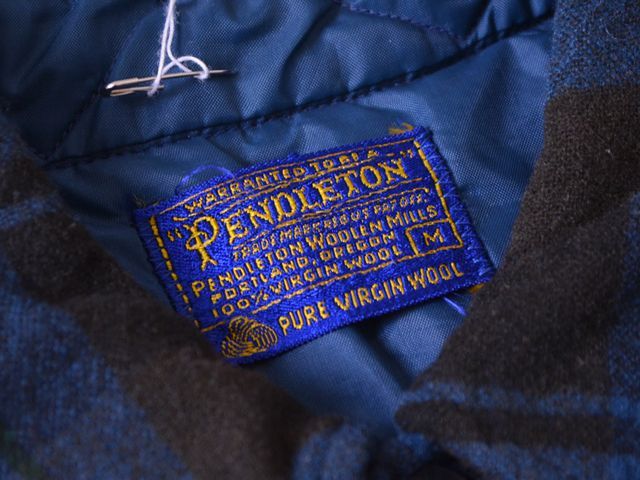 WARRANTED TO BE A
"PENDLETON"
TRADE MARK REG US PAT OFF.
PENDLETON WOOLEN MILLS
PORTLAND, OREGON
100% VIRGIN WOOL
M
PURE VIRGIN WOOL